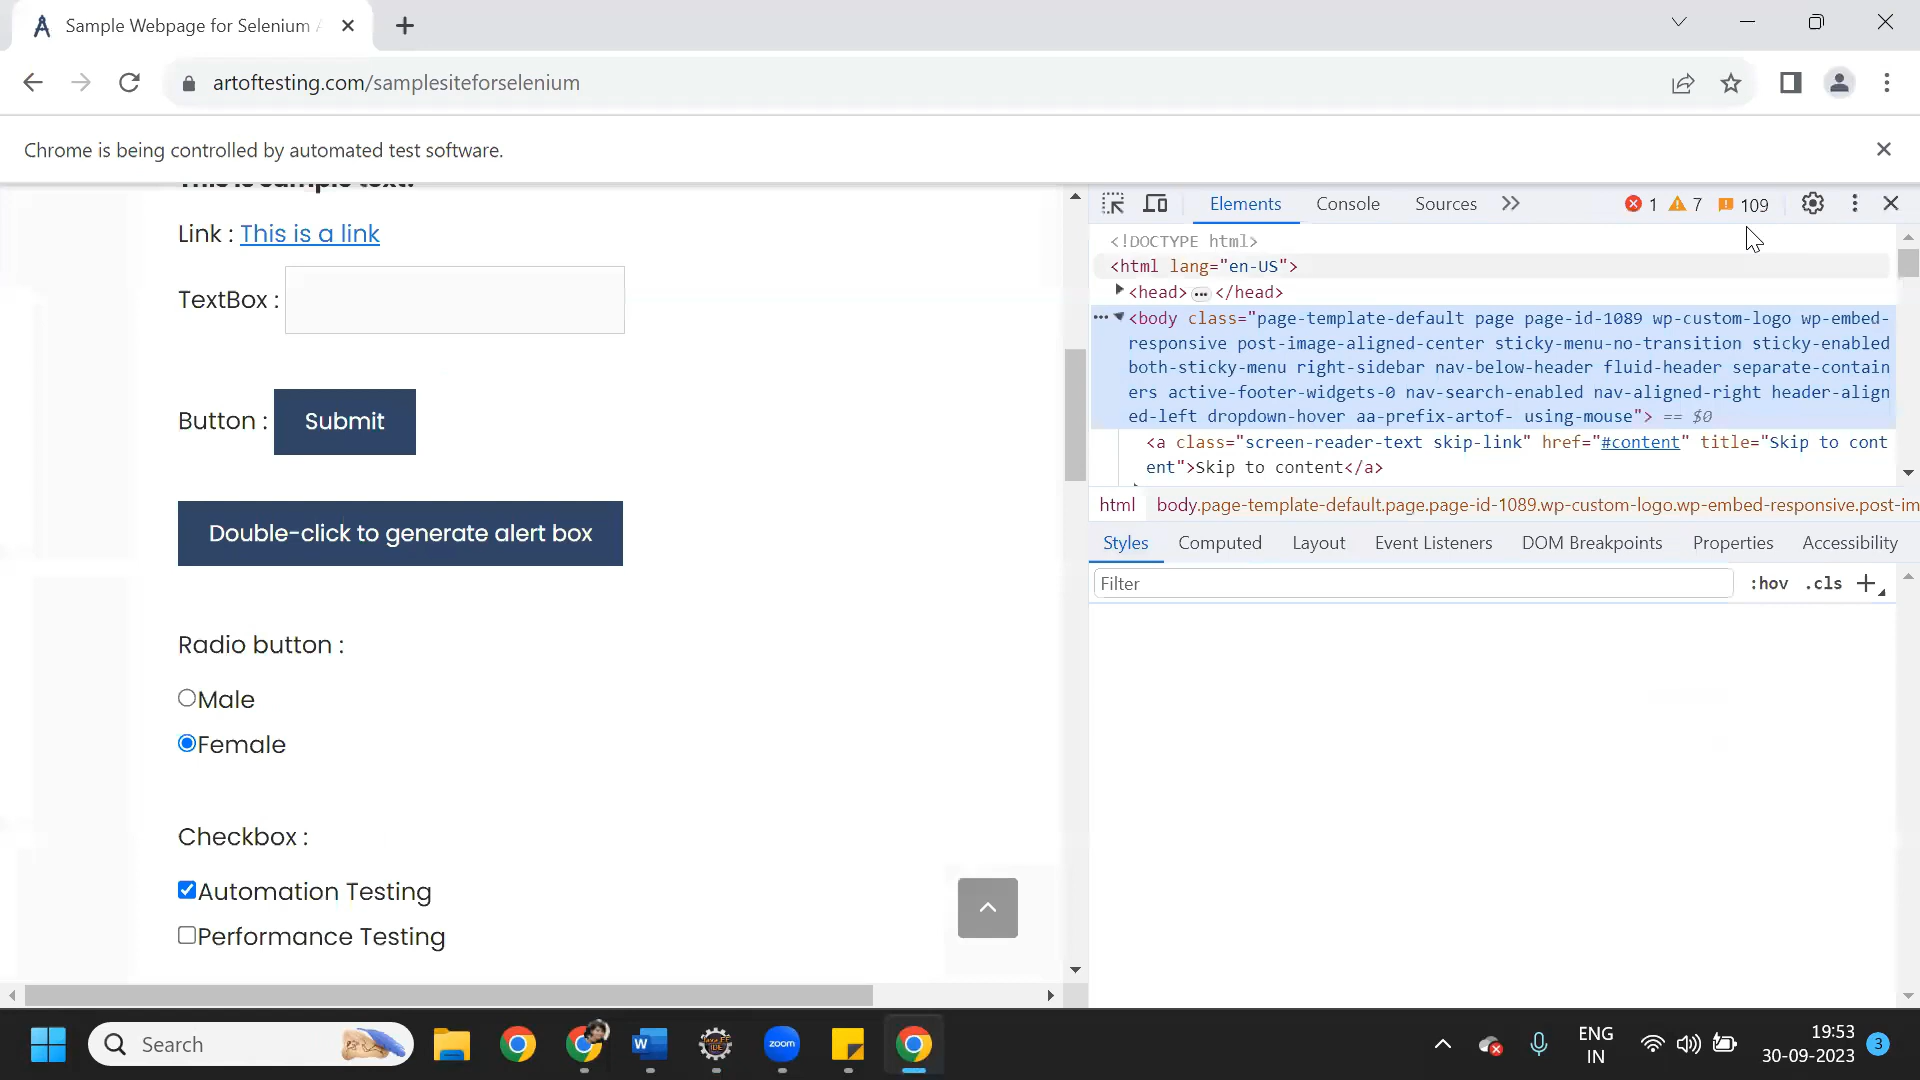 Sample Webpage for Selenium
artoftesting.com/samplesiteforselenium
Chrome is being controlled by automated test software.
This is sample text.
Link : This is a link
TextBox :
Button : Submit
Double-click to generate alert box
Radio button :
Male
Female
Checkbox :
Automation Testing
Performance Testing
Elements Console Sources 1 7 109
<!DOCTYPE html>
<html lang="en-US">
<head> … </head>
<body class="page-template-default page page-id-1089 wp-custom-logo wp-embed-
responsive post-image-aligned-center sticky-menu-no-transition sticky-enabled
both-sticky-menu right-sidebar nav-below-header fluid-header separate-contain
ers active-footer-widgets-0 nav-search-enabled nav-aligned-right header-align
ed-left dropdown-hover aa-prefix-artof- using-mouse"> == $0
<a class="screen-reader-text skip-link" href="#content" title="Skip to cont
ent">Skip to content</a>
html body.page-template-default.page.page-id-1089.wp-custom-logo.wp-embed-responsive.post-im
Styles Computed Layout Event Listeners DOM Breakpoints Properties Accessibility
Filter :hov .cls
Search
W
Java EE
IDE
zoom
ENG
IN
19:53
30-09-2023
3